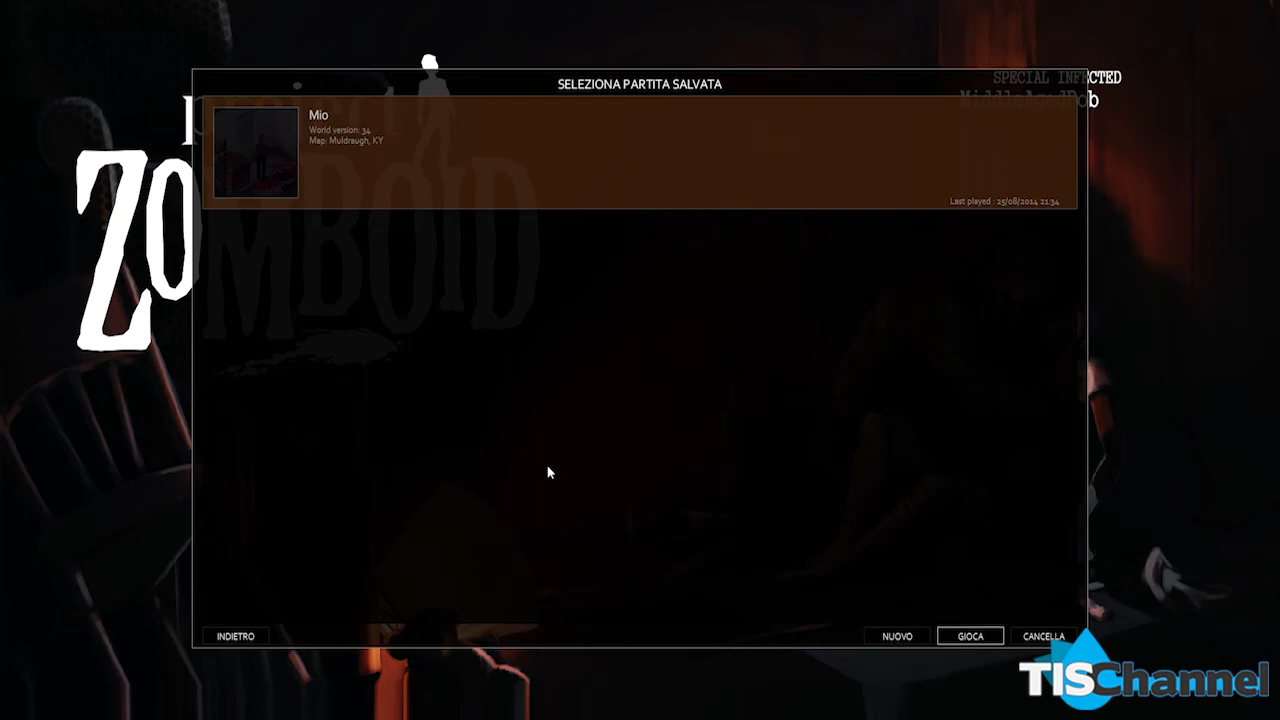 SELEZIONA PARTITA SALVATA
SPECIAL INFECTED
MiddleAgedBob
ZOMBOID
Mio
World version: 34
Map: Muldraugh, KY
Last played : 25/08/2014 21:34
INDIETRO
NUOVO
GIOCA
CANCELLA
TISChannel